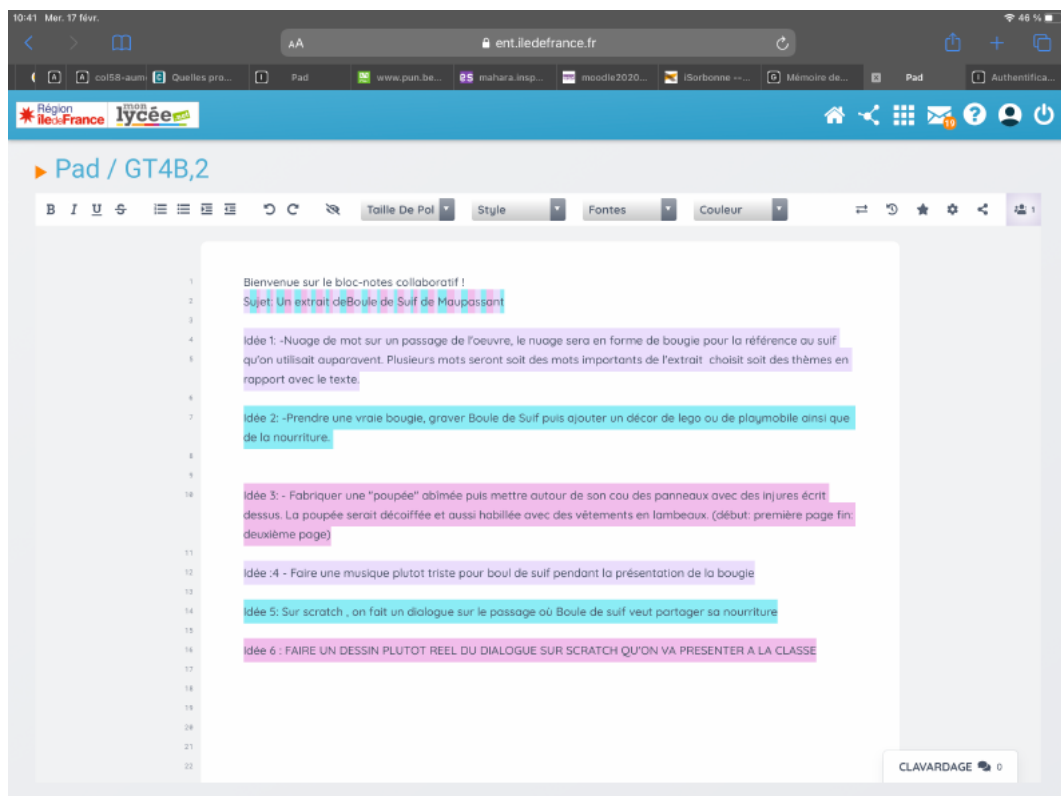 10:41 Mer. 17 févr.
46 %
AA
ent.iledefrance.fr
col58-aumi
Quelles pro...
Pad
www.pun.be...
mahara.insp...
moodle2020...
iSorbonne --...
Mémoire de...
Pad
Authentifica...
Région
îledeFrance
mon
lycée.net
19
Pad / GT4B,2
B I U S
Taille De Pol
Style
Fontes
Couleur
1
1 Bienvenue sur le bloc-notes collaboratif !
2 Sujet: Un extrait deBoule de Suif de Maupassant
3
4 Idée 1: -Nuage de mot sur un passage de l'oeuvre, le nuage sera en forme de bougie pour la référence au suif
5 qu'on utilisait auparavent. Plusieurs mots seront soit des mots importants de l'extrait choisit soit des thèmes en
rapport avec le texte.
6
7 Idée 2: -Prendre une vraie bougie, graver Boule de Suif puis ajouter un décor de lego ou de playmobile ainsi que
de la nourriture.
8
9
10 Idée 3: - Fabriquer une "poupée" abîmée puis mettre autour de son cou des panneaux avec des injures écrit
dessus. La poupée serait décoiffée et aussi habillée avec des vêtements en lambeaux. (début: première page fin:
deuxième page)
11
12 Idée :4 - Faire une musique plutot triste pour boul de suif pendant la présentation de la bougie
13
14 Idée 5: Sur scratch , on fait un dialogue sur le passage où Boule de suif veut partager sa nourriture
15
16 Idée 6 : FAIRE UN DESSIN PLUTOT REEL DU DIALOGUE SUR SCRATCH QU'ON VA PRESENTER A LA CLASSE
17
18
19
20
21
22
CLAVARDAGE 0